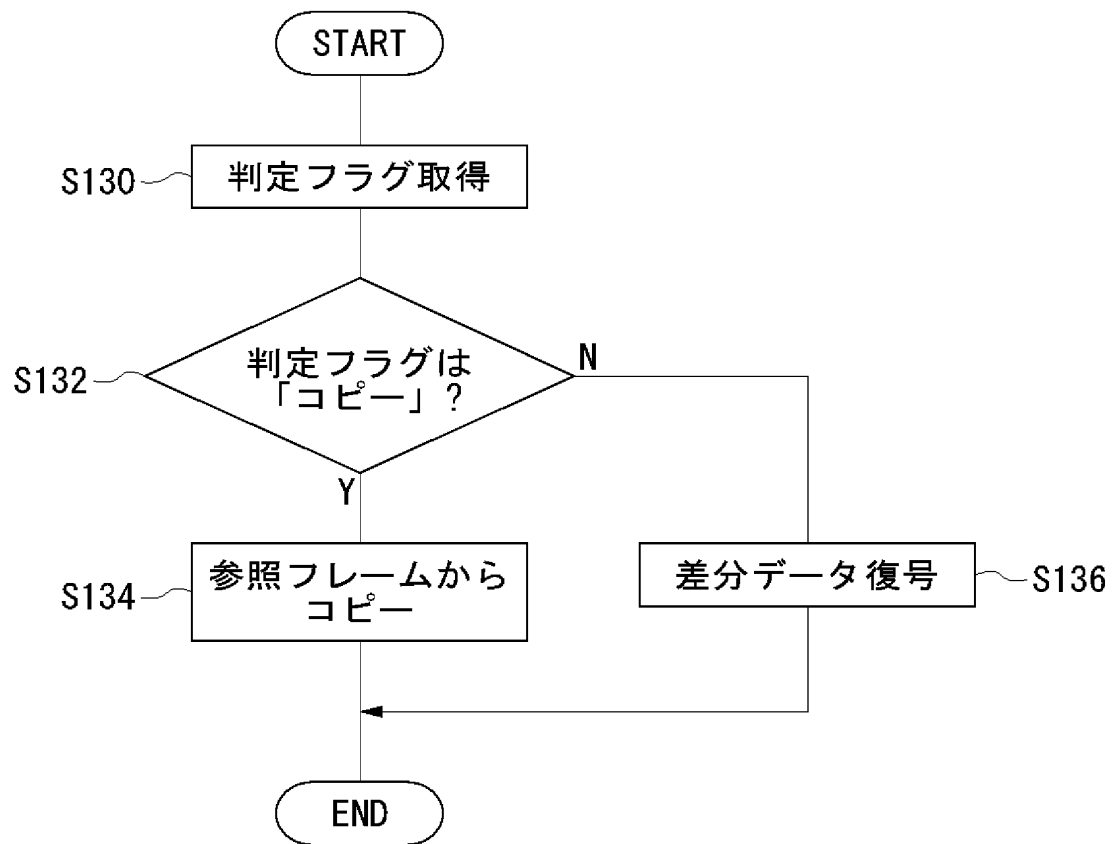 START
S130
判定フラグ取得
S132
判定フラグは
「コピー」?
N
Y
S134
参照フレームから
コピー
差分データ復号
S136
END